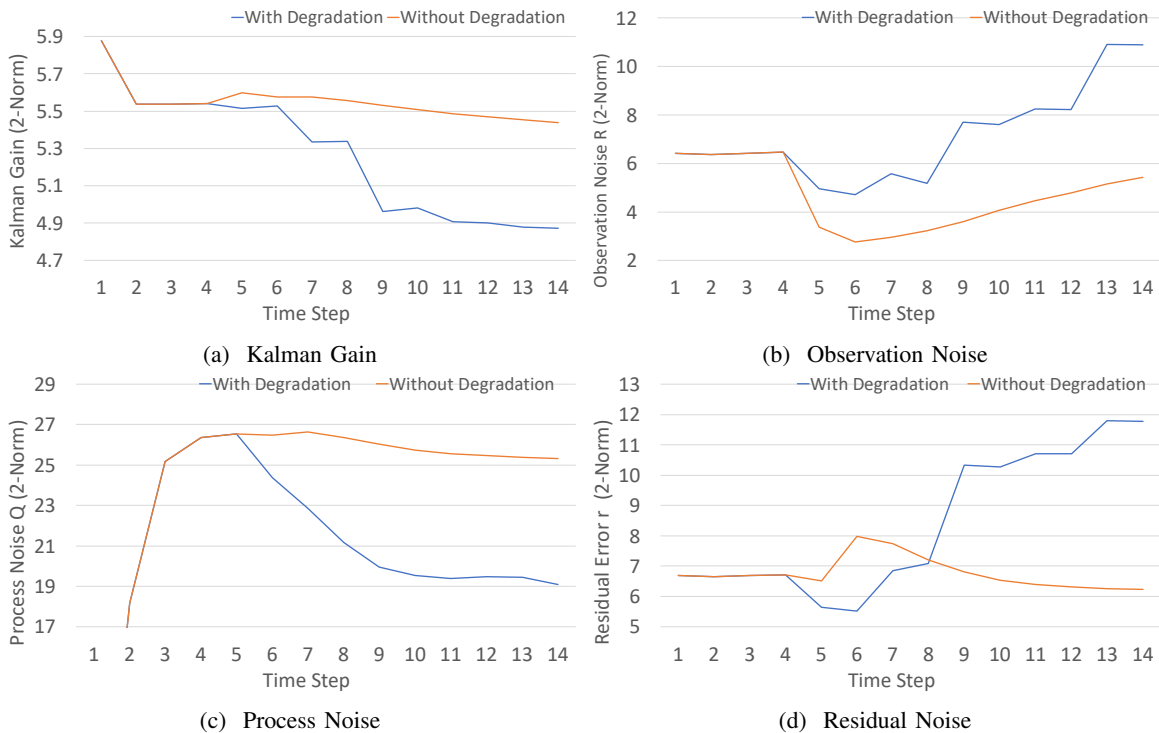 With Degradation Without Degradation
Kalman Gain (2-Norm)
5.9
5.7
5.5
5.3
5.1
4.9
4.7
1 2 3 4 5 6 7 8 9 10 11 12 13 14
Time Step
(a) Kalman Gain
With Degradation Without Degradation
Observation Noise R (2-Norm)
12
10
8
6
4
2
1 2 3 4 5 6 7 8 9 10 11 12 13 14
Time Step
(b) Observation Noise
With Degradation Without Degradation
Process Noise Q (2-Norm)
29
27
25
23
21
19
17
1 2 3 4 5 6 7 8 9 10 11 12 13 14
Time Step
(c) Process Noise
With Degradation Without Degradation
Residual Error r (2-Norm)
13
12
11
10
9
8
7
6
5
1 2 3 4 5 6 7 8 9 10 11 12 13 14
Time Step
(d) Residual Noise